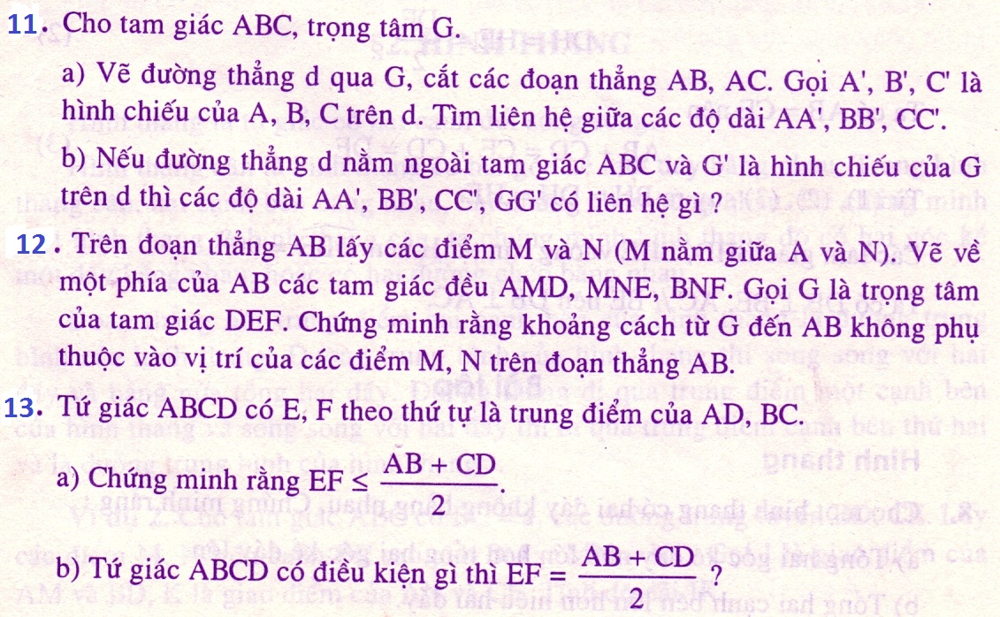 11. Cho tam giác ABC, trọng tâm G.
a) Vẽ đường thẳng d qua G, cắt các đoạn thẳng AB, AC. Gọi A', B', C' là
hình chiếu của A, B, C trên d. Tìm liên hệ giữa các độ dài AA', BB', CC'.
b) Nếu đường thẳng d nằm ngoài tam giác ABC và G' là hình chiếu của G
trên d thì các độ dài AA', BB', CC', GG' có liên hệ gì ?
12. Trên đoạn thẳng AB lấy các điểm M và N (M nằm giữa A và N). Vẽ về
một phía của AB các tam giác đều AMD, MNE, BNF. Gọi G là trọng tâm
của tam giác DEF. Chứng minh rằng khoảng cách từ G đến AB không phụ
thuộc vào vị trí của các điểm M, N trên đoạn thẳng AB.
13. Tứ giác ABCD có E, F theo thứ tự là trung điểm của AD, BC.
a) Chứng minh rằng EF ≤ (AB + CD)/2.
b) Tứ giác ABCD có điều kiện gì thì EF = (AB + CD)/2 ?